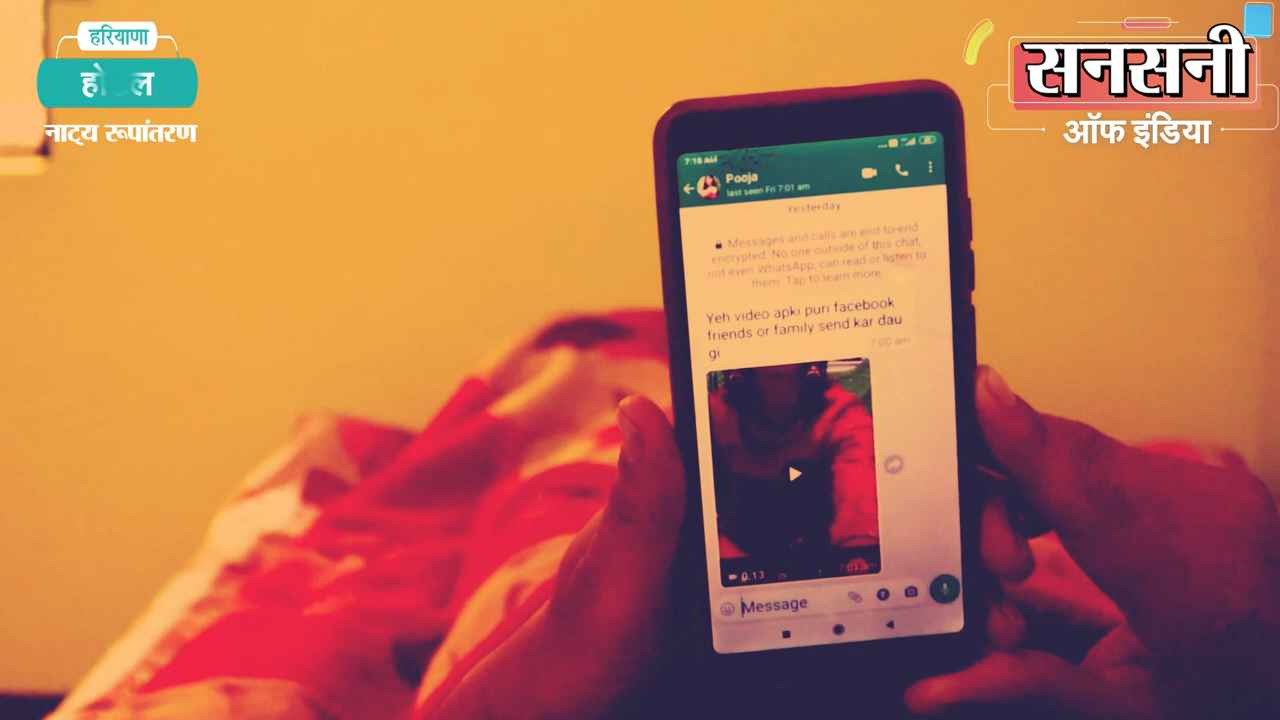 हरियाणा
नाट्य रूपांतरण
सनसनी
ऑफ इंडिया
7:16 AM
Pooja
last seen Fri 7:01 am
Yesterday
Messages and calls are end-to-end
encrypted. No one outside of this chat,
not even WhatsApp, can read or listen to
them. Tap to learn more.
Yeh video apki puri facebook
friends or family send kar dau
gi
7:00 am
0:13
7:01 am
Message